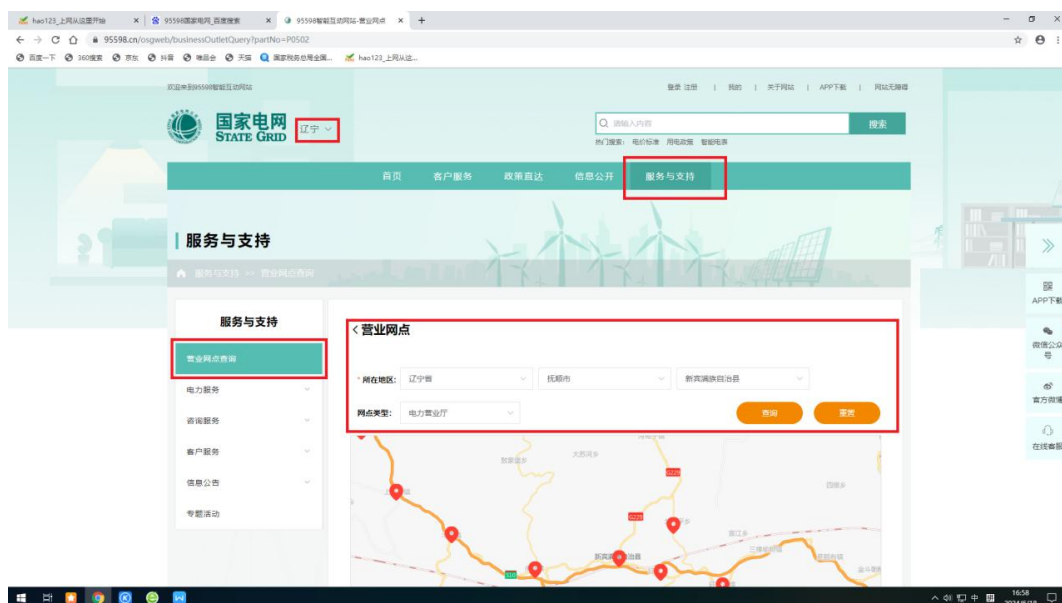 hao123_上网从这里开始
95598国家电网_百度搜索
95598智能互动网站-营业网点
95598.cn/osgweb/businessOutletQuery?partNo=P0502
百度一下 360搜索 京东 抖音 唯品会 天猫 国家税务总局全国... hao123_上网从这...
欢迎来到95598智能互动网站
登录 注册 | 我的 | 关于网站 | APP下载 | 网站无障碍
国家电网
STATE GRID
辽宁
请输入内容
搜索
热门搜索: 电价标准 用电政策 智能电表
首页 客户服务 政策直达 信息公开 服务与支持
服务与支持
服务与支持 >> 营业网点查询
APP下载
微信公众号
官方微博
在线客服
服务与支持
营业网点查询
电力服务
咨询服务
客户服务
信息公告
专题活动
营业网点
* 所在地区: 辽宁省 抚顺市 新宾满族自治县
网点类型: 电力营业厅
查询 重置
大苏河乡
G229
G229
四棚乡
中
16:58